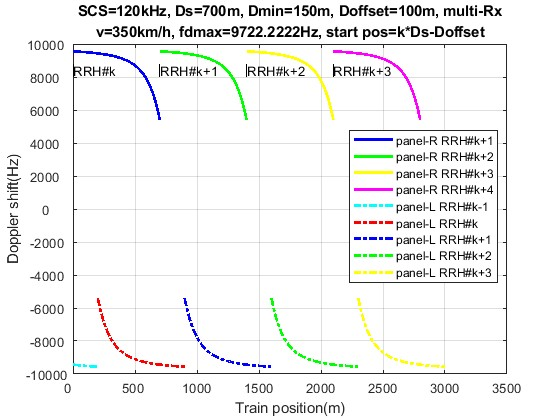 SCS=120kHz, Ds=700m, Dmin=150m, Doffset=100m, multi-Rx
v=350km/h, fdmax=9722.2222Hz, start pos=k*Ds-Doffset
10000
8000
6000
4000
2000
0
-2000
-4000
-6000
-8000
-10000
Doppler shift(Hz)
RRH#k
RRH#k+1
RRH#k+2
RRH#k+3
panel-R RRH#k+1
panel-R RRH#k+2
panel-R RRH#k+3
panel-R RRH#k+4
panel-L RRH#k-1
panel-L RRH#k
panel-L RRH#k+1
panel-L RRH#k+2
panel-L RRH#k+3
0 500 1000 1500 2000 2500 3000 3500
Train position(m)